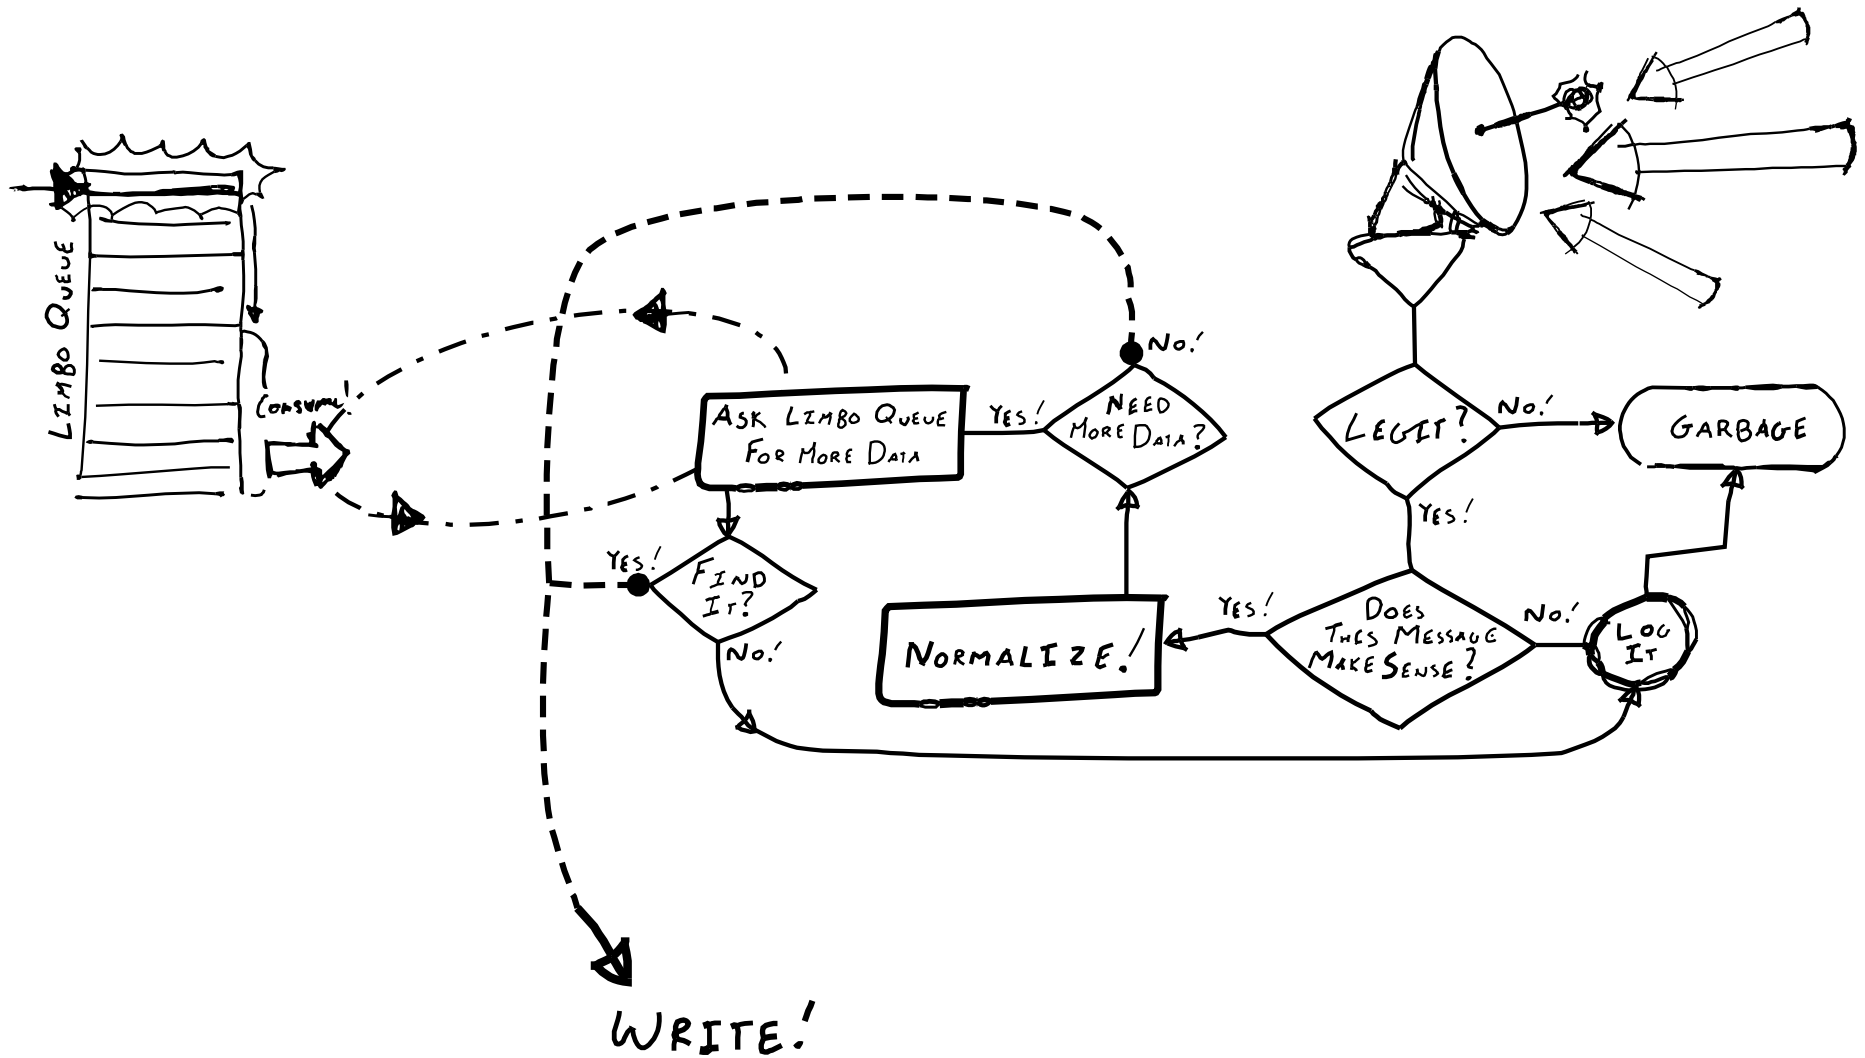 LIMBO QUEUE
CONSUME!
ASK LIMBO QUEUE
FOR MORE DATA
YES!
NEED
MORE DATA?
NO!
LEGIT?
NO!
GARBAGE
YES!
DOES
THIS MESSAGE
MAKE SENSE?
NO!
LOG
IT
YES!
NORMALIZE!
FIND
IT?
YES!
NO!
WRITE!